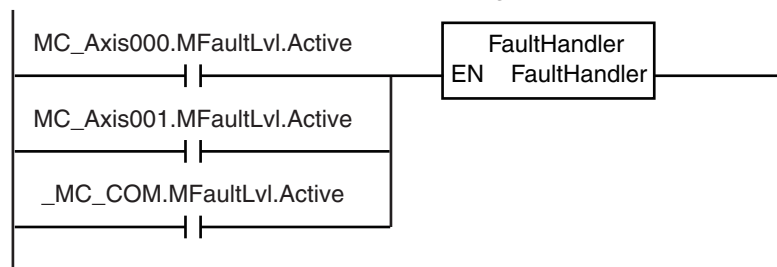 MC_Axis000.MFaultLvl.Active
FaultHandler
EN FaultHandler
MC_Axis001.MFaultLvl.Active
_MC_COM.MFaultLvl.Active